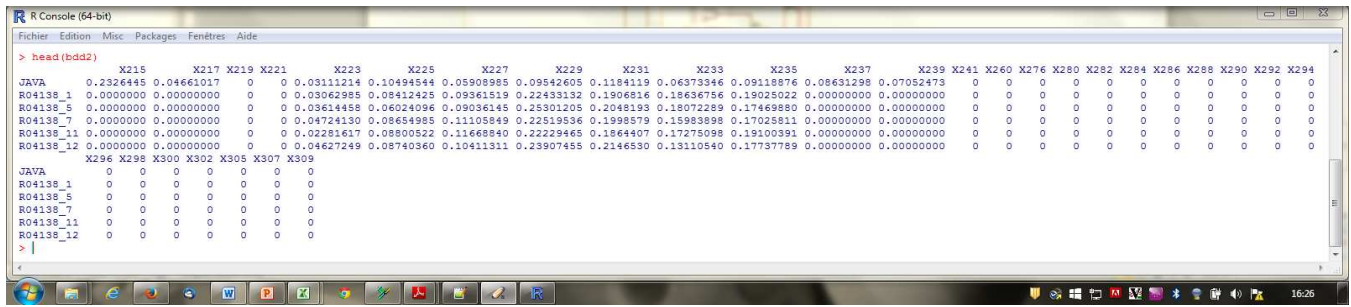 R Console (64-bit)
Fichier Edition Misc Packages Fenêtres Aide
> head(bdd2)
X215 X217 X219 X221 X223 X225 X227 X229 X231 X233 X235 X237 X239 X241 X260 X276 X280 X282 X284 X286 X288 X290 X292 X294
JAVA 0.2326445 0.04661017 0 0 0.03111214 0.10494544 0.05908985 0.09542605 0.1184119 0.06373346 0.09118876 0.08631298 0.07052473 0 0 0 0 0 0 0 0 0 0 0
R04138_1 0.0000000 0.00000000 0 0 0.03062985 0.08412425 0.09361519 0.22433132 0.1906816 0.18636756 0.19025022 0.00000000 0.00000000 0 0 0 0 0 0 0 0 0 0 0
R04138_5 0.0000000 0.00000000 0 0 0.03614458 0.06024096 0.09036145 0.25301205 0.2048193 0.18072289 0.17469880 0.00000000 0.00000000 0 0 0 0 0 0 0 0 0 0 0
R04138_7 0.0000000 0.00000000 0 0 0.04724130 0.08654985 0.11105849 0.22519536 0.1998579 0.15983898 0.17025811 0.00000000 0.00000000 0 0 0 0 0 0 0 0 0 0 0
R04138_11 0.0000000 0.00000000 0 0 0.02281617 0.08800522 0.11668840 0.22229465 0.1864407 0.17275098 0.19100391 0.00000000 0.00000000 0 0 0 0 0 0 0 0 0 0 0
R04138_12 0.0000000 0.00000000 0 0 0.04627249 0.08740360 0.10411311 0.23907455 0.2146530 0.13110540 0.17737789 0.00000000 0.00000000 0 0 0 0 0 0 0 0 0 0 0
X296 X298 X300 X302 X305 X307 X309
JAVA 0 0 0 0 0 0 0
R04138_1 0 0 0 0 0 0 0
R04138_5 0 0 0 0 0 0 0
R04138_7 0 0 0 0 0 0 0
R04138_11 0 0 0 0 0 0 0
R04138_12 0 0 0 0 0 0 0
>
16:26